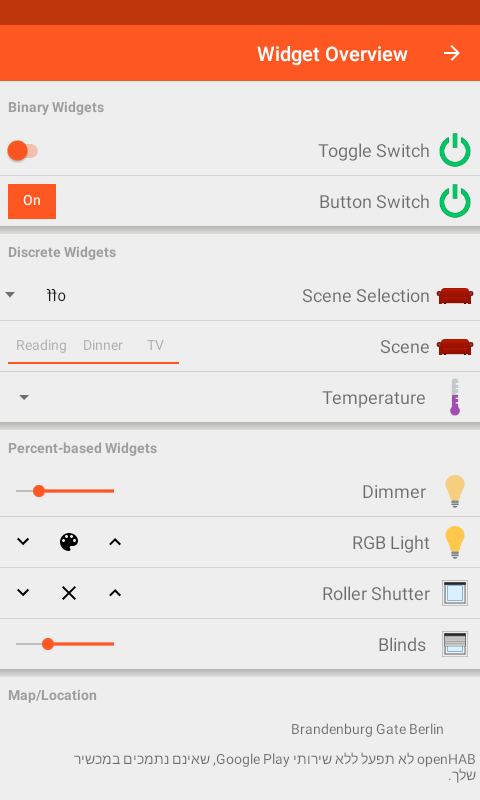 Widget Overview
Binary Widgets
Toggle Switch
On
Button Switch
Discrete Widgets
Scene Selection
Reading Dinner TV
Scene
Temperature
Percent-based Widgets
Dimmer
RGB Light
Roller Shutter
Blinds
Map/Location
Brandenburg Gate Berlin
openHAB לא תפעל ללא שירותי Google Play, שאינם נתמכים במכשיר
שלך.